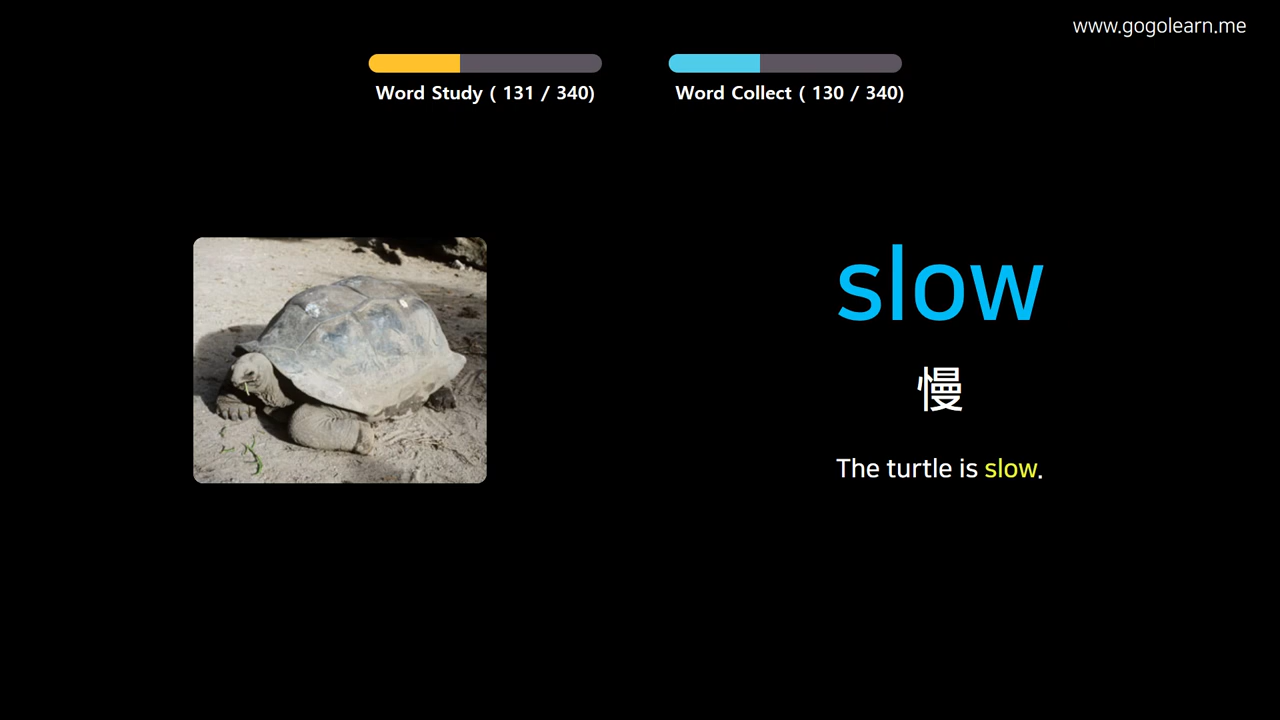 www.gogolearn.me
Word Study ( 131 / 340)
Word Collect ( 130 / 340)
slow
慢
The turtle is slow.